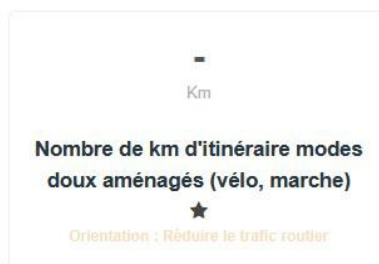 -
Km
Nombre de km d'itinéraire modes
doux aménagés (vélo, marche)
★
Orientation : Réduire le trafic routier